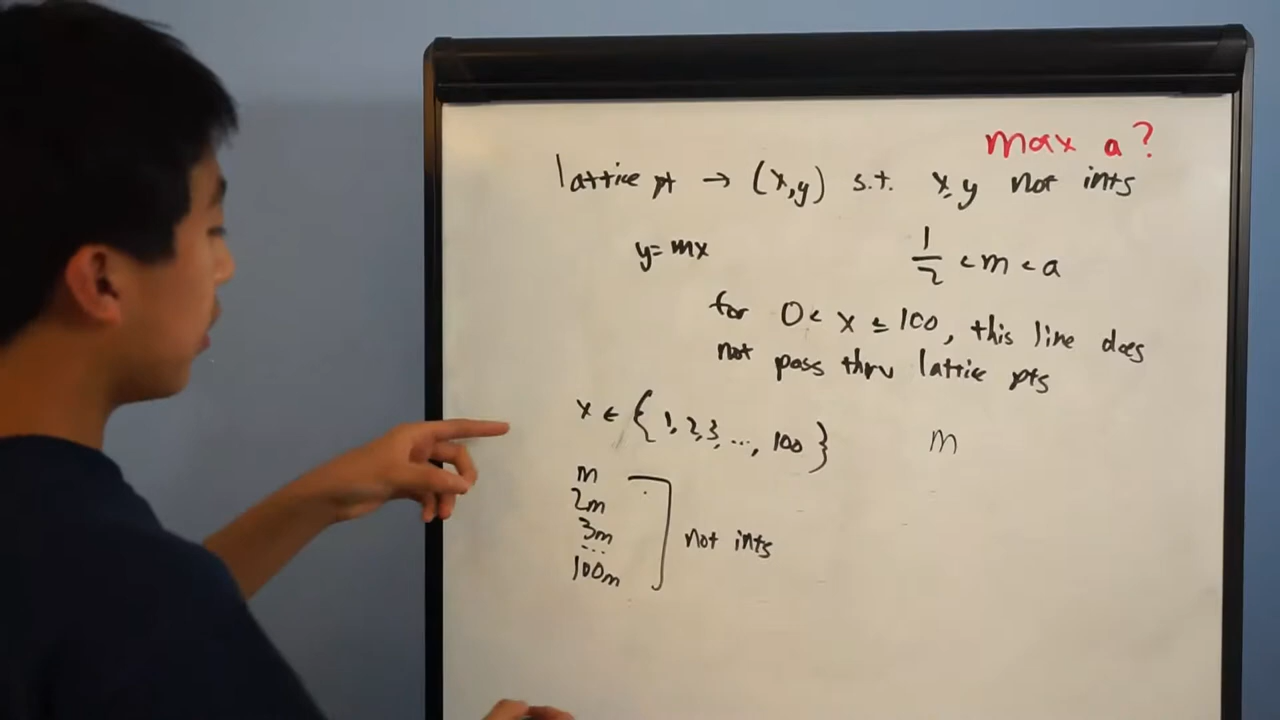 max a?
lattice pt → (x,y) s.t. x,y not ints
y=mx
1/2 < m < a
for 0 < x ≤ 100, this line does
not pass thru lattice pts
x ∈ {1, 2, 3, ..., 100}
m
m
2m
3m
...
100m
not ints